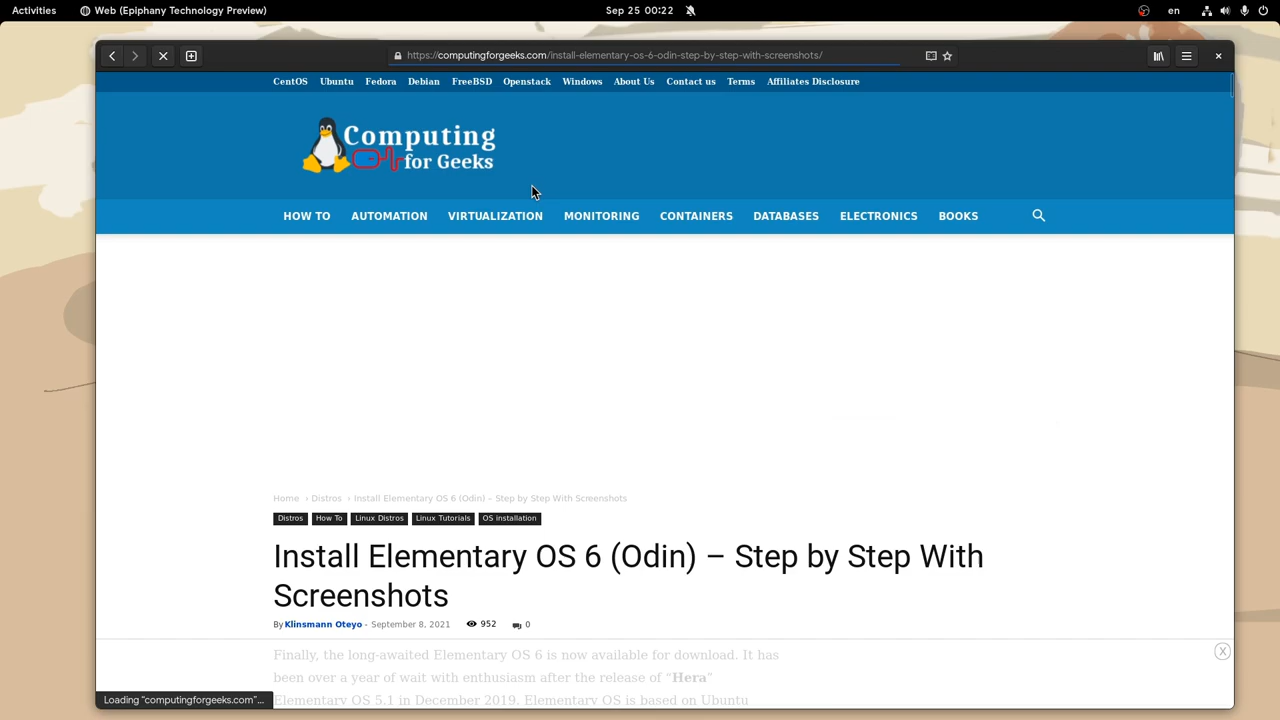 Activities
Web (Epiphany Technology Preview)
Sep 25 00:22
en
https://computingforgeeks.com/install-elementary-os-6-odin-step-by-step-with-screenshots/
CentOS Ubuntu Fedora Debian FreeBSD Openstack Windows About Us Contact us Terms Affiliates Disclosure
Computing
for Geeks
HOW TO AUTOMATION VIRTUALIZATION MONITORING CONTAINERS DATABASES ELECTRONICS BOOKS
Home › Distros › Install Elementary OS 6 (Odin) – Step by Step With Screenshots
Distros How To Linux Distros Linux Tutorials OS installation
Install Elementary OS 6 (Odin) – Step by Step With
Screenshots
By Klinsmann Oteyo - September 8, 2021 952 0
Finally, the long-awaited Elementary OS 6 is now available for download. It has
X
been over a year of wait with enthusiasm after the release of "Hera"
Elementary OS 5.1 in December 2019. Elementary OS is based on Ubuntu
Loading "computingforgeeks.com"...